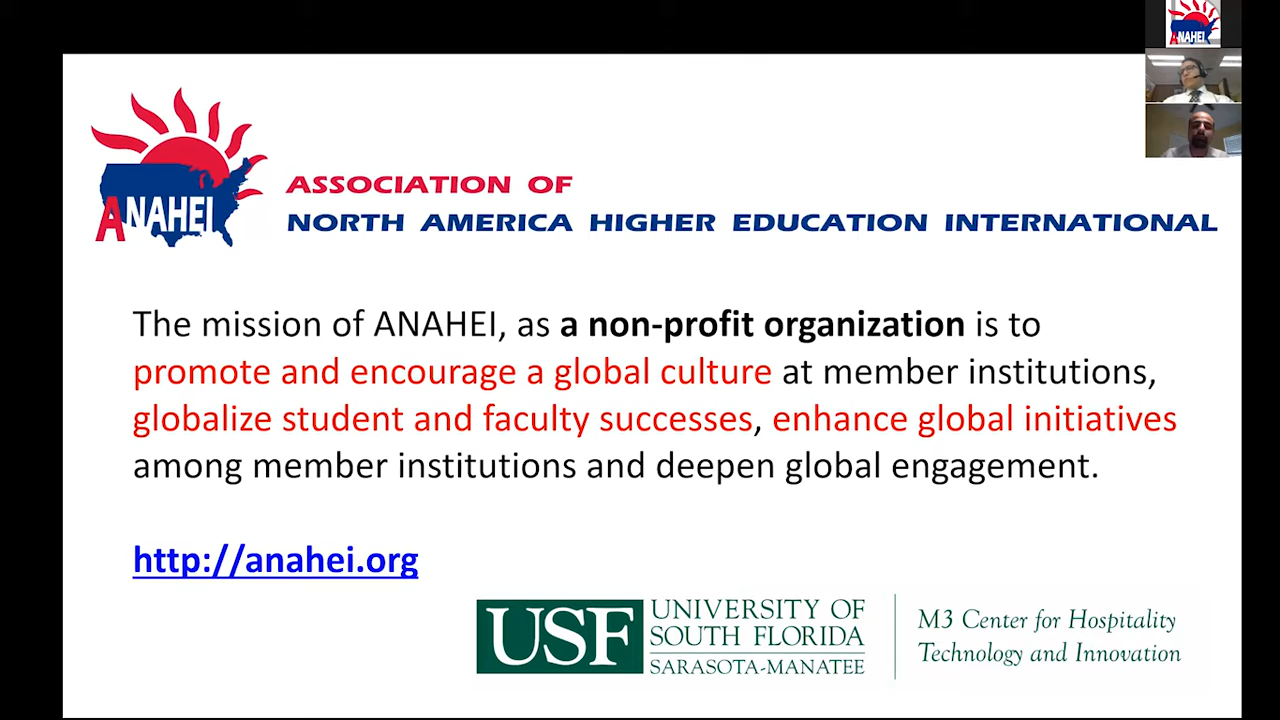 ANAHEI
ANAHEI
ASSOCIATION OF
NORTH AMERICA HIGHER EDUCATION INTERNATIONAL
The mission of ANAHEI, as a non-profit organization is to
promote and encourage a global culture at member institutions,
globalize student and faculty successes, enhance global initiatives
among member institutions and deepen global engagement.
http://anahei.org
USF
UNIVERSITY OF
SOUTH FLORIDA
SARASOTA-MANATEE
M3 Center for Hospitality
Technology and Innovation